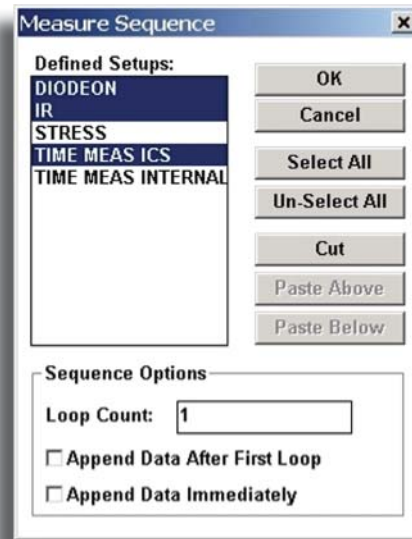 Measure Sequence
Defined Setups:
DIODEON
IR
STRESS
TIME MEAS ICS
TIME MEAS INTERNAL
OK
Cancel
Select All
Un-Select All
Cut
Paste Above
Paste Below
Sequence Options
Loop Count: 1
Append Data After First Loop
Append Data Immediately